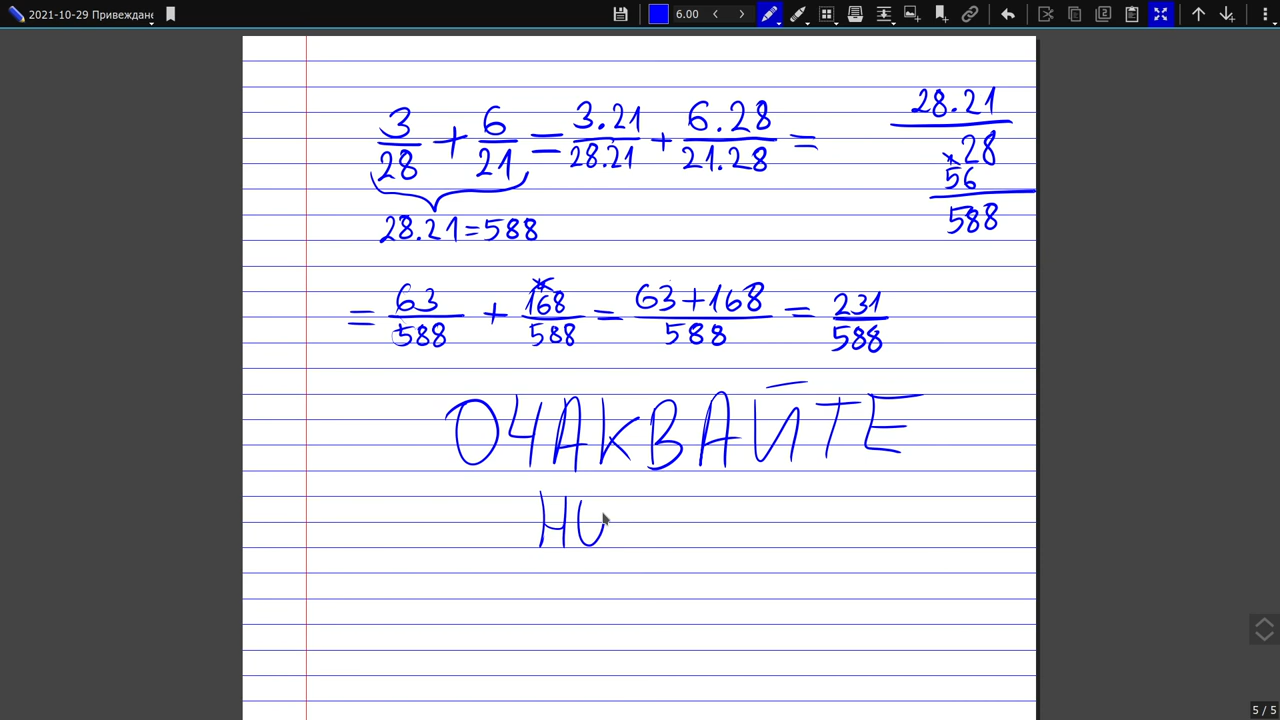 2021-10-29 Привеждане
6.00
3/28 + 6/21 = 3.21/28.21 + 6.28/21.28 =
28.21=588
28.21
28
56
588
= 63/588 + 168/588 = 63+168/588 = 231/588
ОЧАКВАЙТЕ
5 / 5